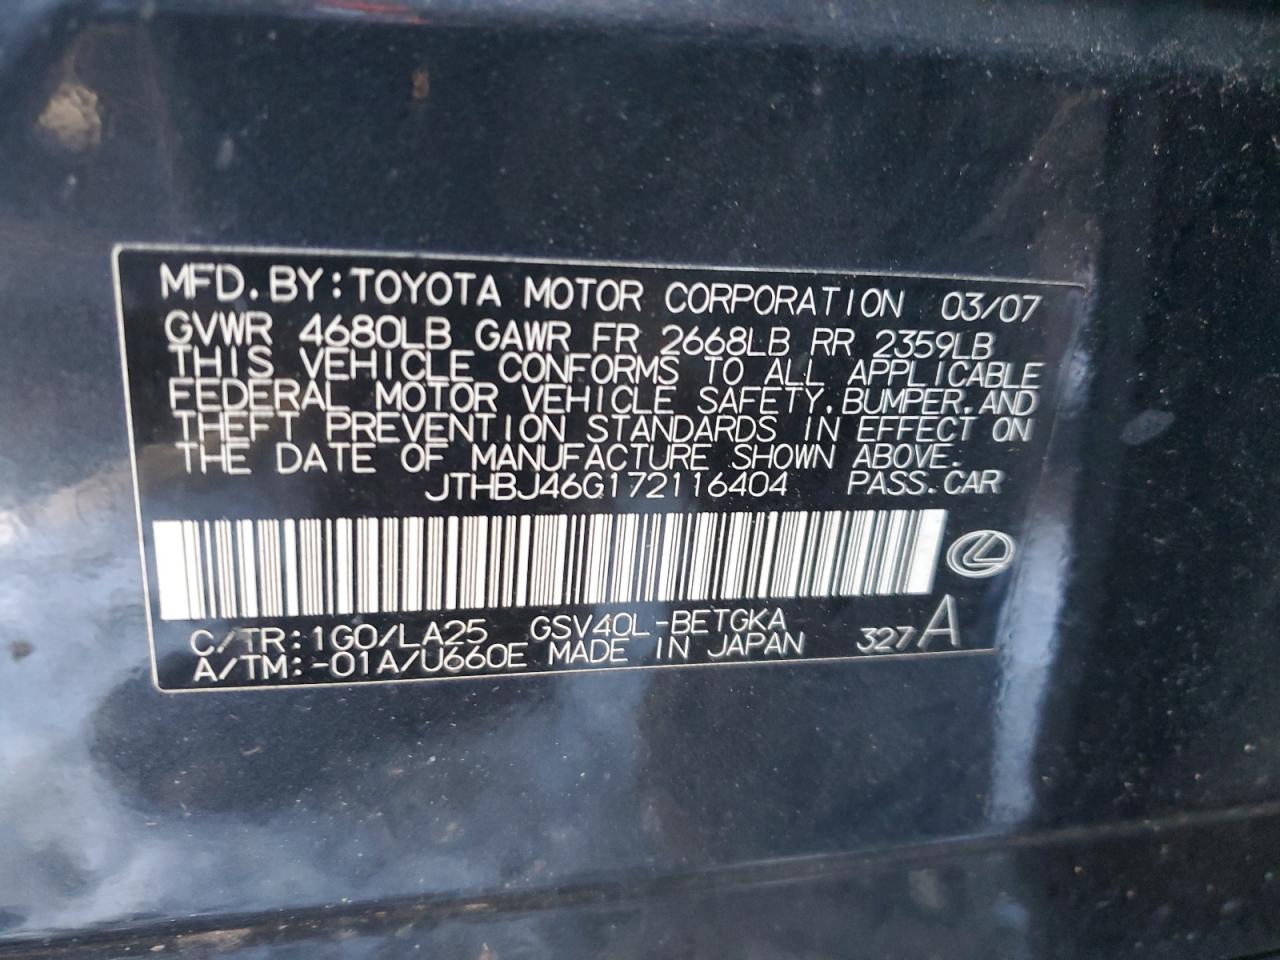 MFD. BY: TOYOTA MOTOR CORPORATION 03/07
GVWR 4680LB GAWR FR 2668LB RR 2359LB
THIS VEHICLE CONFORMS TO ALL APPLICABLE
FEDERAL MOTOR VEHICLE SAFETY, BUMPER, AND
THEFT PREVENTION STANDARDS IN EFFECT ON
THE DATE OF MANUFACTURE SHOWN ABOVE.
JTHBJ46G172116404 PASS. CAR
C/TR: 1G0/LA25 GSV40L-BETGKA 327A
A/TM: -01A/U660E MADE IN JAPAN